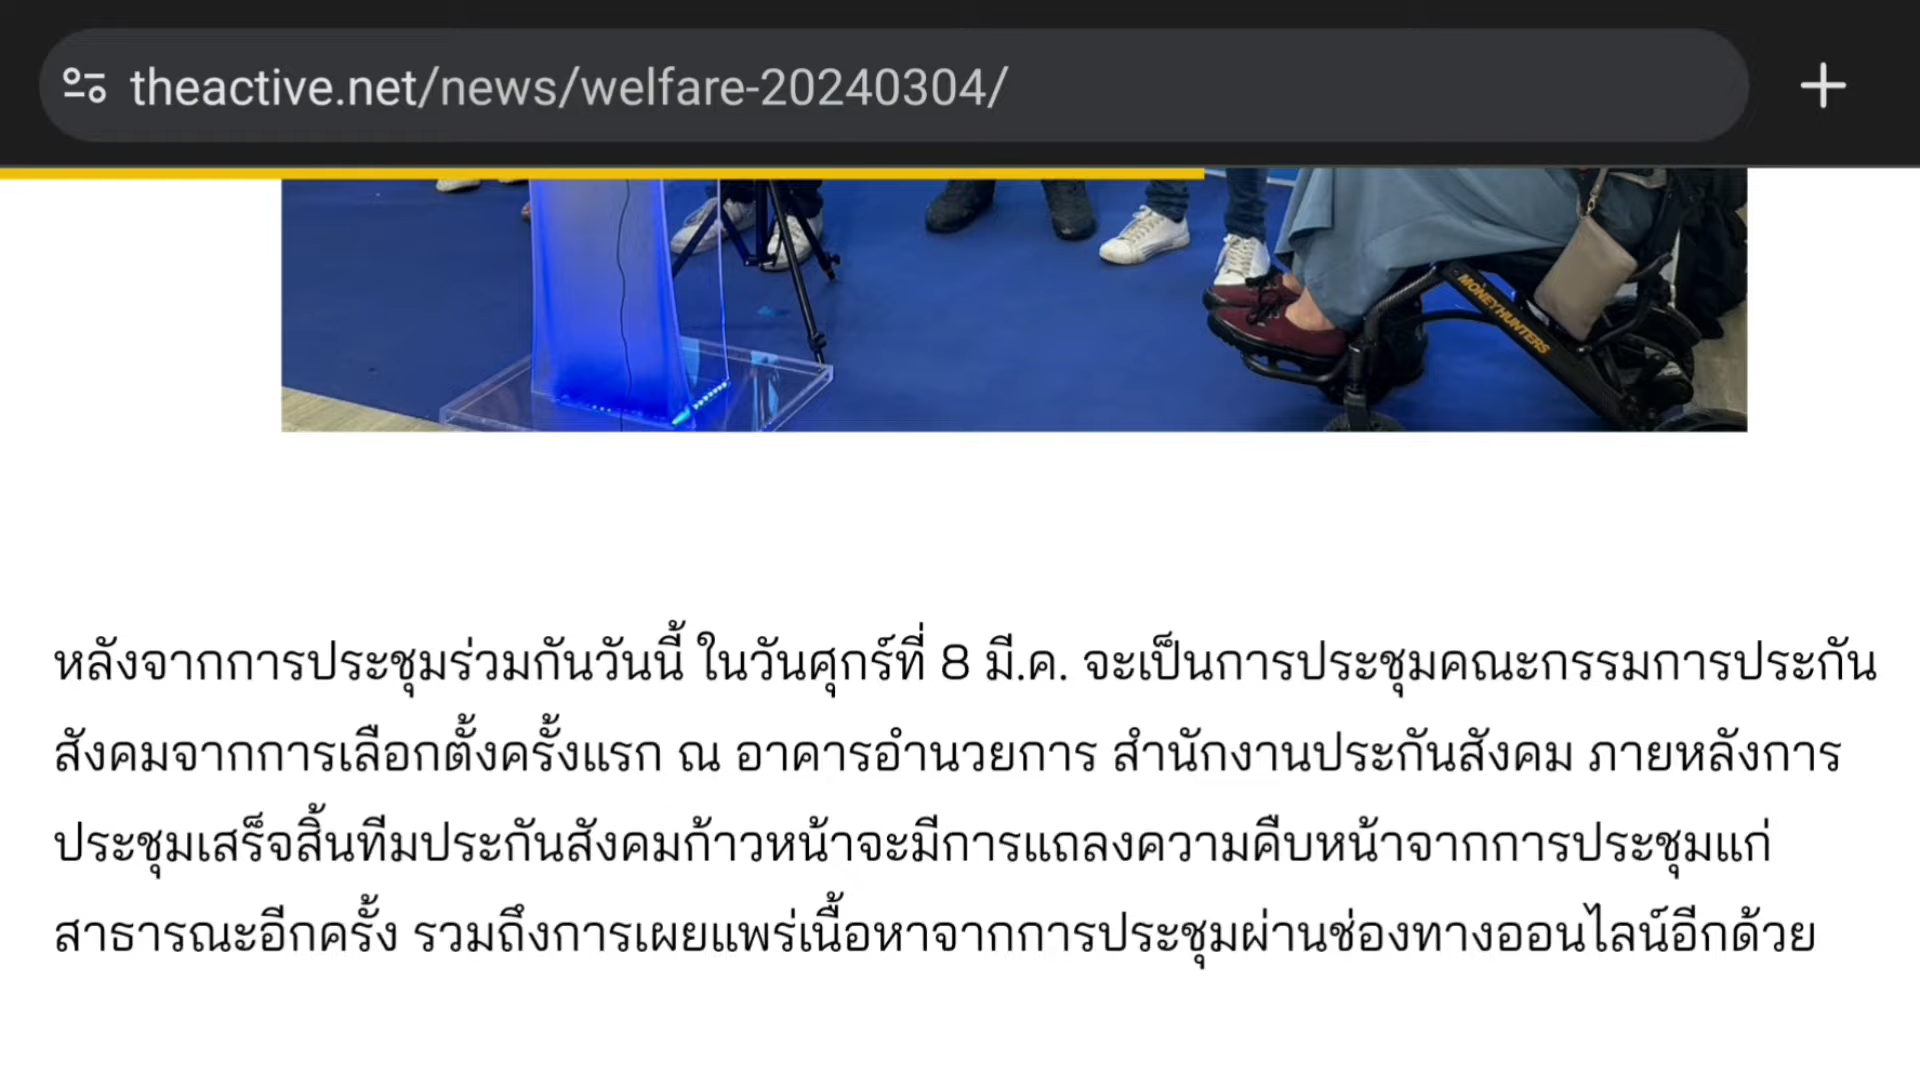 theactive.net/news/welfare-20240304/
MONEYHUNTERS
หลังจากการประชุมร่วมกันวันนี้ ในวันศุกร์ที่ 8 มี.ค. จะเป็นการประชุมคณะกรรมการประกัน
สังคมจากการเลือกตั้งครั้งแรก ณ อาคารอำนวยการ สำนักงานประกันสังคม ภายหลังการ
ประชุมเสร็จสิ้นทีมประกันสังคมก้าวหน้าจะมีการแถลงความคืบหน้าจากการประชุมแก่
สาธารณะอีกครั้ง รวมถึงการเผยแพร่เนื้อหาจากการประชุมผ่านช่องทางออนไลน์อีกด้วย